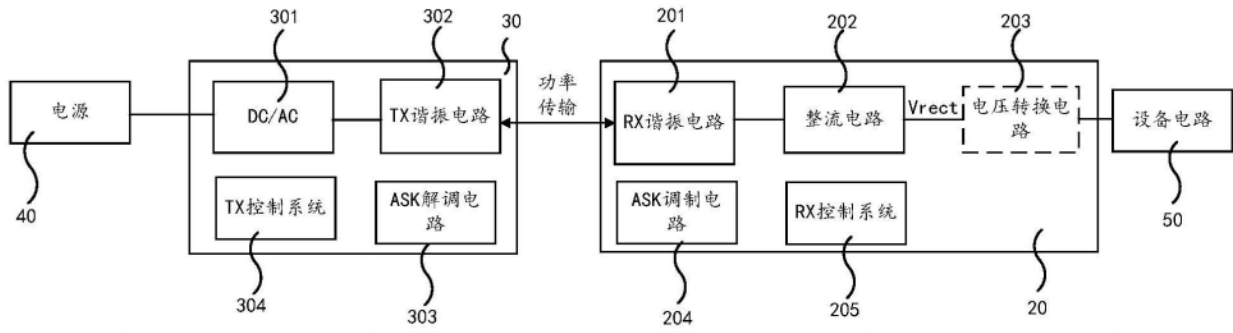 301
302
30
201
202
203
电源
DC/AC
TX谐振电路
功率
传输
RX谐振电路
整流电路
Vrect
电压转换电
路
设备电路
40
TX控制系统
ASK解调电
路
ASK调制电
路
RX控制系统
50
304
303
204
205
20